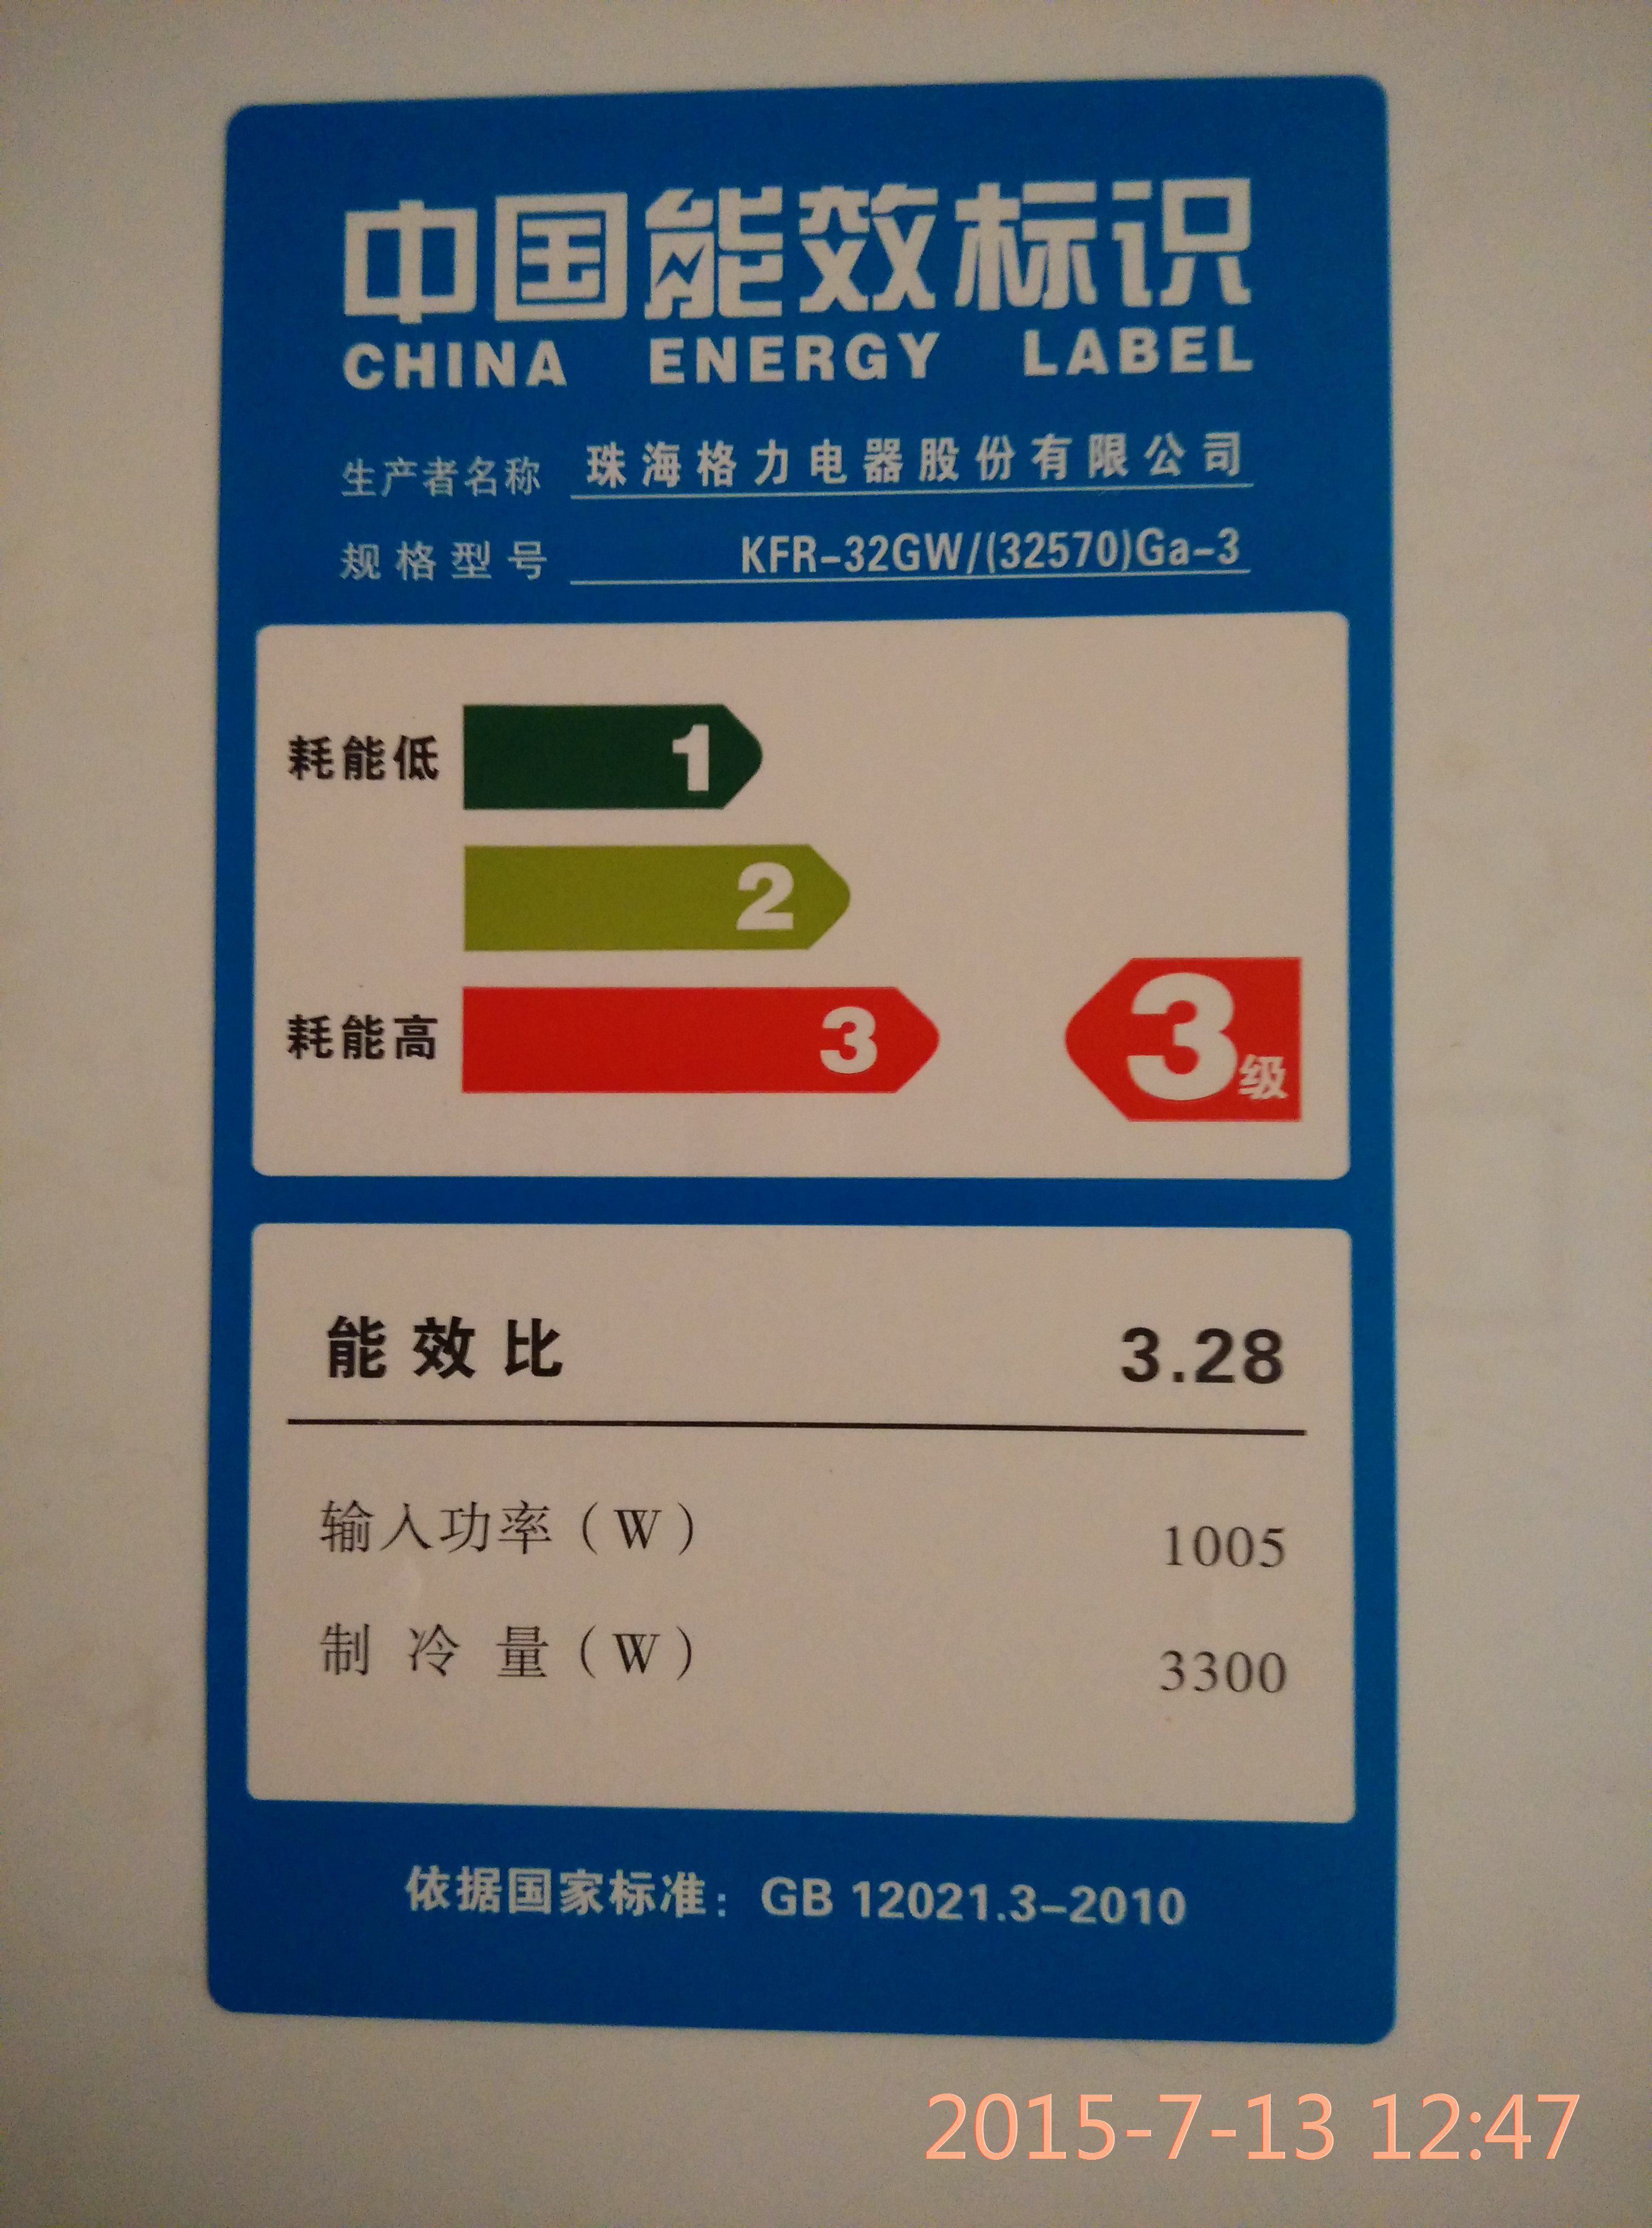 中国能效标识
CHINA ENERGY LABEL
生产者名称 珠海格力电器股份有限公司
规格型号 KFR-32GW/(32570)Ga-3
耗能低 1
2
耗能高 3 3级
能效比 3.28
输入功率(W) 1005
制冷量(W) 3300
依据国家标准: GB 12021.3-2010
2015-7-13 12:47